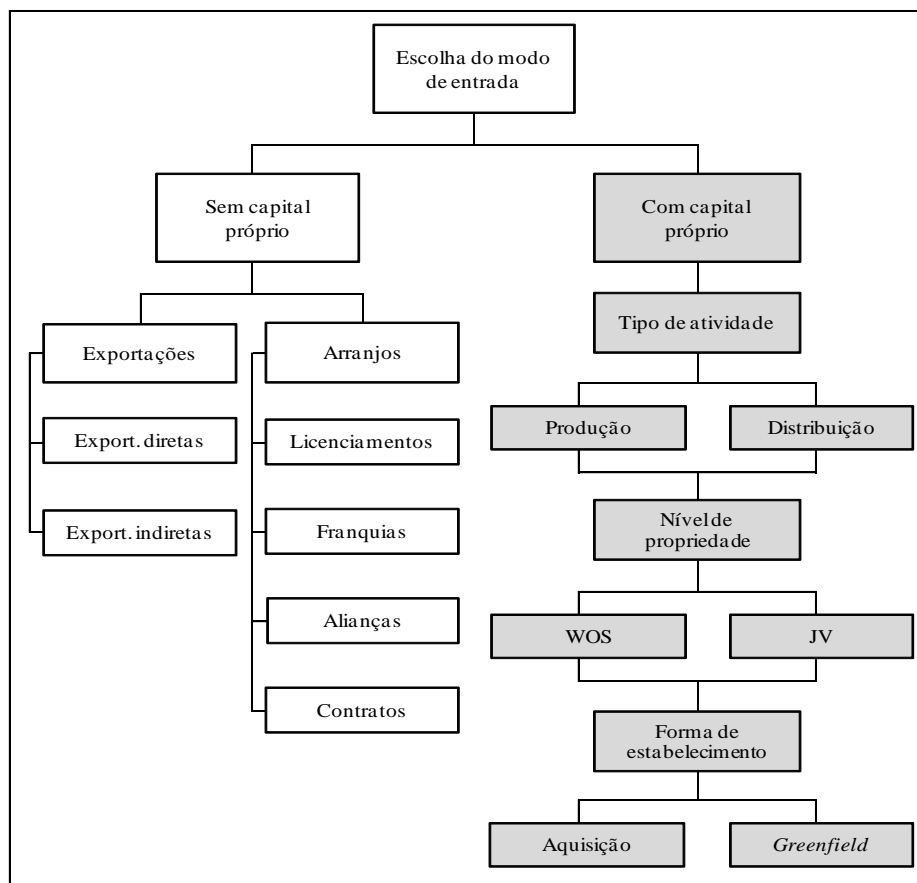 Escolha do modo
de entrada
Sem capital
próprio
Com capital
próprio
Exportações
Export. diretas
Export. indiretas
Arranjos
Licenciamentos
Franquias
Alianças
Contratos
Tipo de atividade
Produção
Distribuição
Nível de
propriedade
WOS
JV
Forma de
estabelecimento
Aquisição
Greenfield